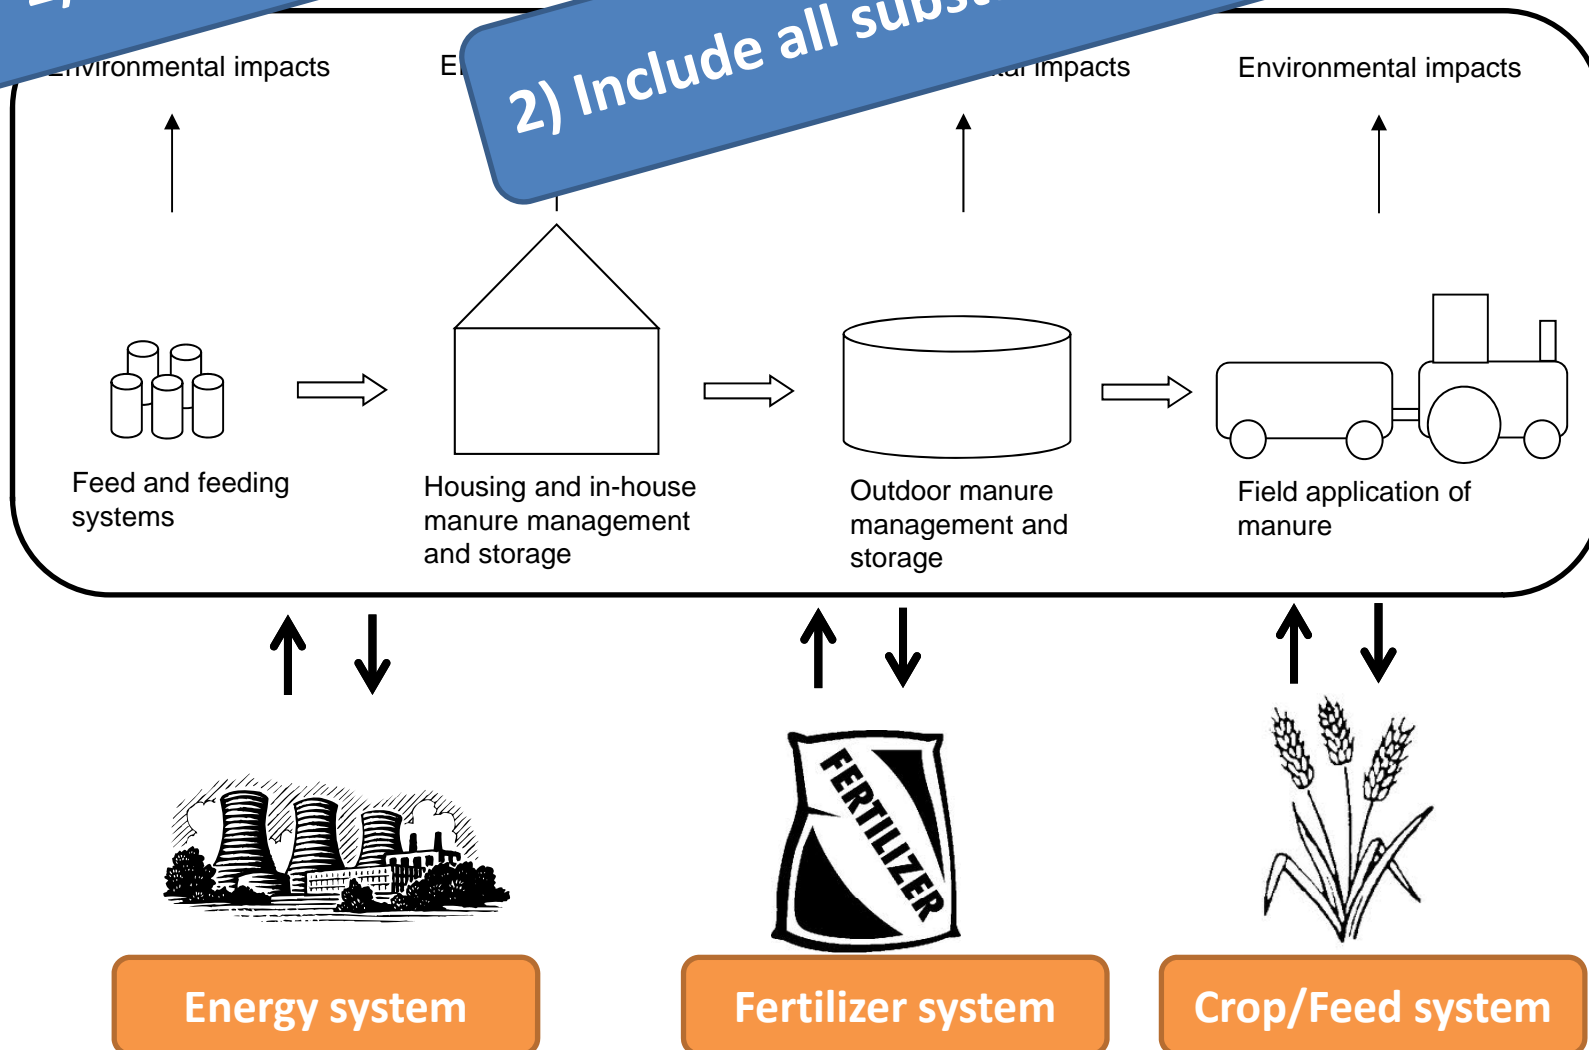 2) Include all
Environmental impacts
impacts
Environmental impacts
Feed and feeding
systems
Housing and in-house
manure management
and storage
Outdoor manure
management and
storage
Field application of
manure
FERTILIZER
Energy system
Fertilizer system
Crop/Feed system